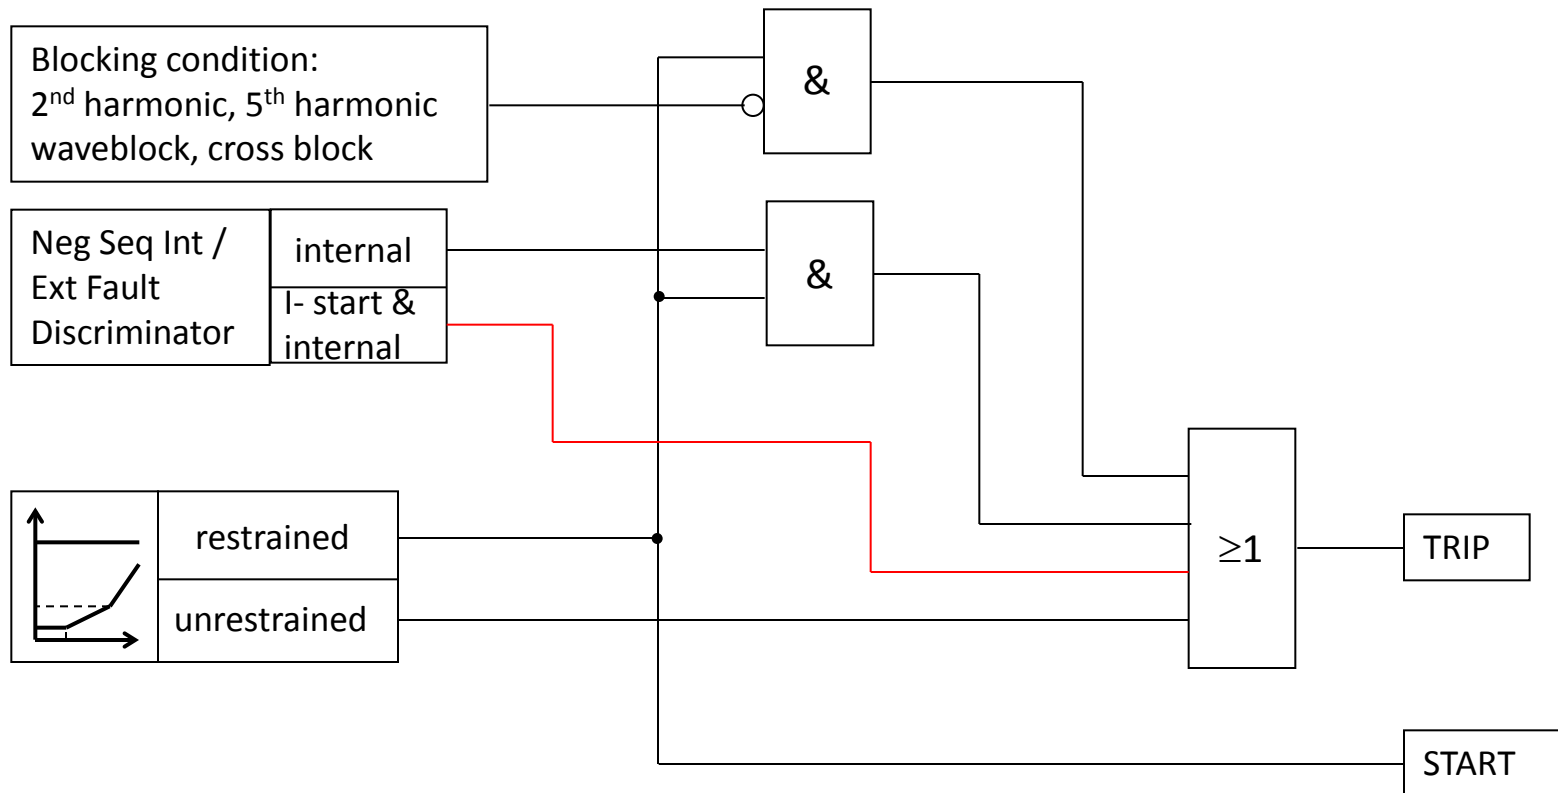 Blocking condition:
2nd harmonic, 5th harmonic
waveblock, cross block
&
Neg Seq Int /
Ext Fault
Discriminator
internal
I- start &
internal
&
restrained
unrestrained
≥1
TRIP
START